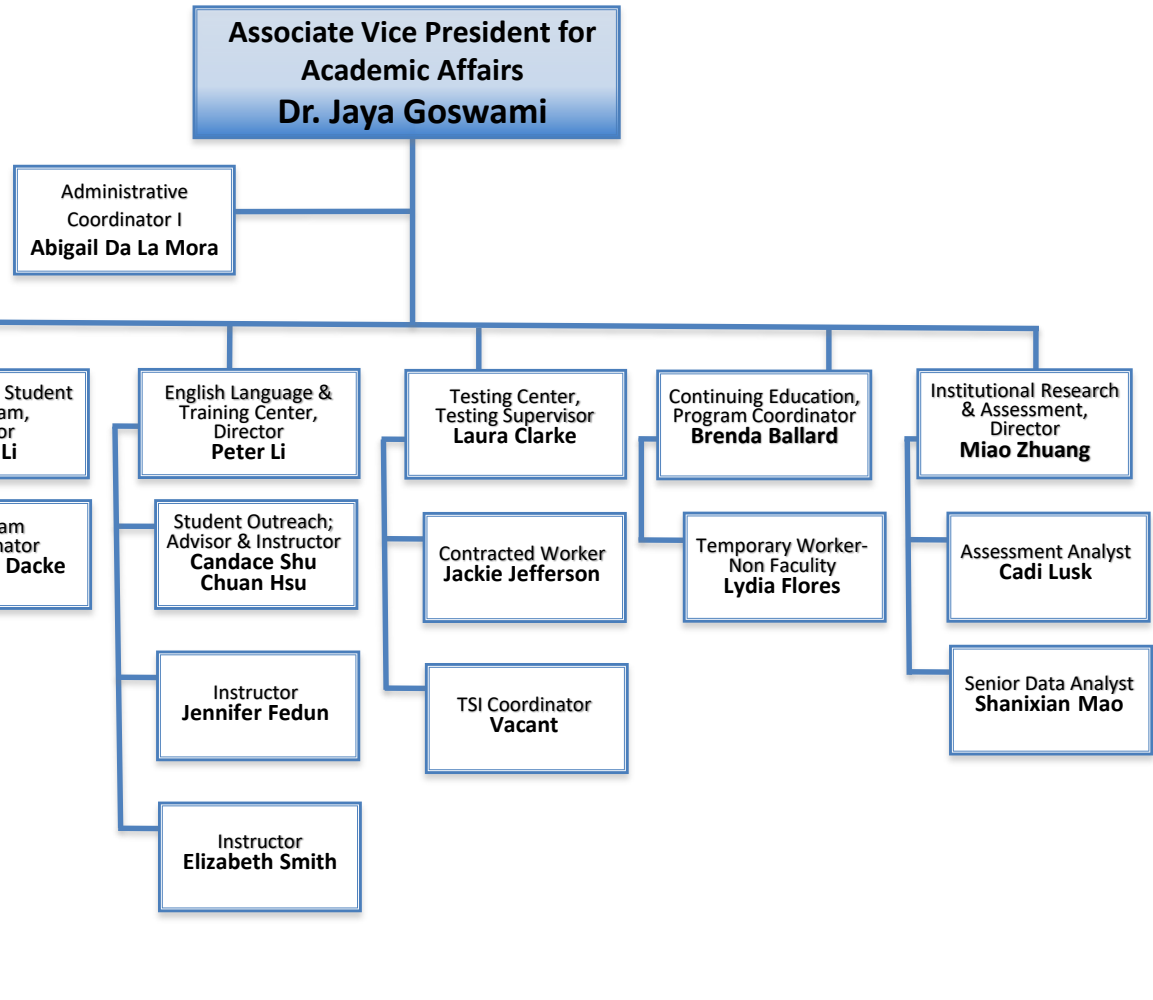 Associate Vice President for
Academic Affairs
Dr. Jaya Goswami
Administrative
Coordinator I
Abigail Da La Mora
Student
Li
Dacke
English Language &
Training Center,
Director
Peter Li
Student Outreach;
Advisor & Instructor
Candace Shu
Chuan Hsu
Instructor
Jennifer Fedun
Instructor
Elizabeth Smith
Testing Center,
Testing Supervisor
Laura Clarke
Contracted Worker
Jackie Jefferson
TSI Coordinator
Vacant
Continuing Education,
Program Coordinator
Brenda Ballard
Temporary Worker-
Non Faculity
Lydia Flores
Institutional Research
& Assessment,
Director
Miao Zhuang
Assessment Analyst
Cadi Lusk
Senior Data Analyst
Shanixian Mao